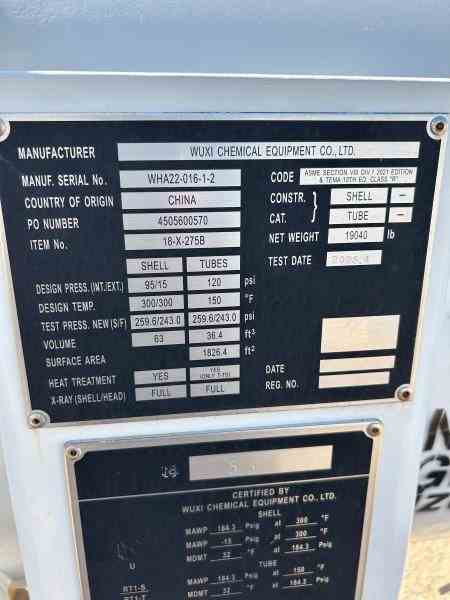 MANUFACTURER WUXI CHEMICAL EQUIPMENT CO., LTD.
MANUF. SERIAL No. WHA22-016-1-2
CODE ASME SECTION VIII DIV.1 2021 EDITION & TEMA 10TH ED. CLASS "R"
COUNTRY OF ORIGIN CHINA
CONSTR. SHELL –
PO NUMBER 4505600570
CAT. TUBE –
ITEM No. 18-X-275B
NET WEIGHT 19040 lb
TEST DATE
SHELL TUBES
DESIGN PRESS.(INT./EXT.) 95/15 120 psi
DESIGN TEMP. 300/300 150 °F
TEST PRESS. NEW (S/F) 259.6/243.0 259.6/243.0 psi
VOLUME 63 36.4 ft³
SURFACE AREA 1826.4 ft²
HEAT TREATMENT YES YES (ONLY T-TS)
X-RAY (SHELL/HEAD) FULL FULL
DATE
REG. NO.
CERTIFIED BY
WUXI CHEMICAL EQUIPMENT CO., LTD.
SHELL
MAWP 184.3 Psig at °F
MAWP -15 Psig at 300 °F
MDMT 32 °F at 184.3 Psig
U
TUBE
MAWP 184.3 Psig at 150 °F
RT1-S
MDMT 32 °F at Psig
RT1-T